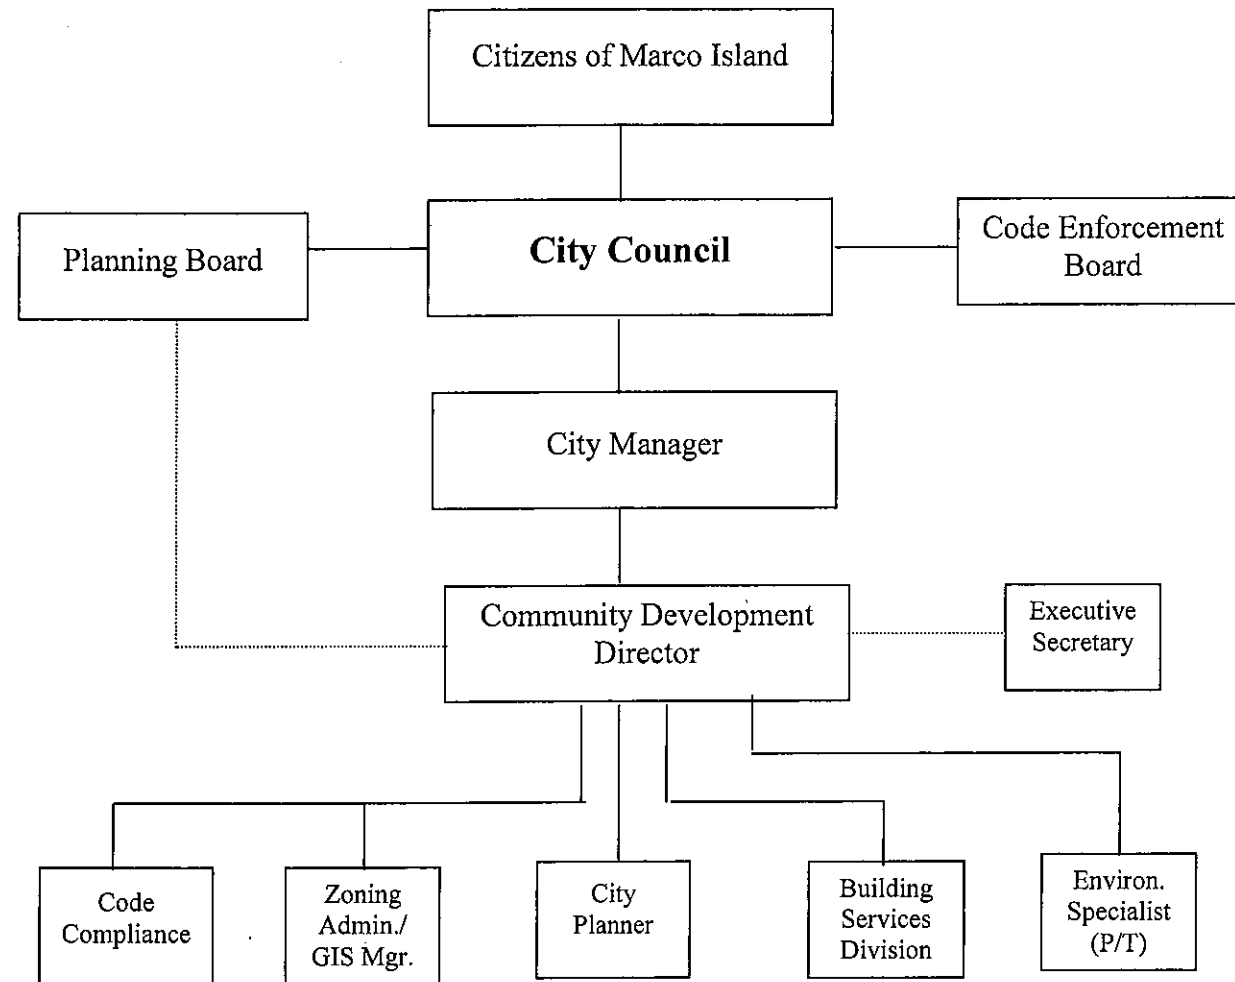 Citizens of Marco Island
Planning Board
City Council
Code Enforcement
Board
City Manager
Community Development
Director
Executive
Secretary
Code
Compliance
Zoning
Admin./
GIS Mgr.
City
Planner
Building
Services
Division
Environ.
Specialist
(P/T)